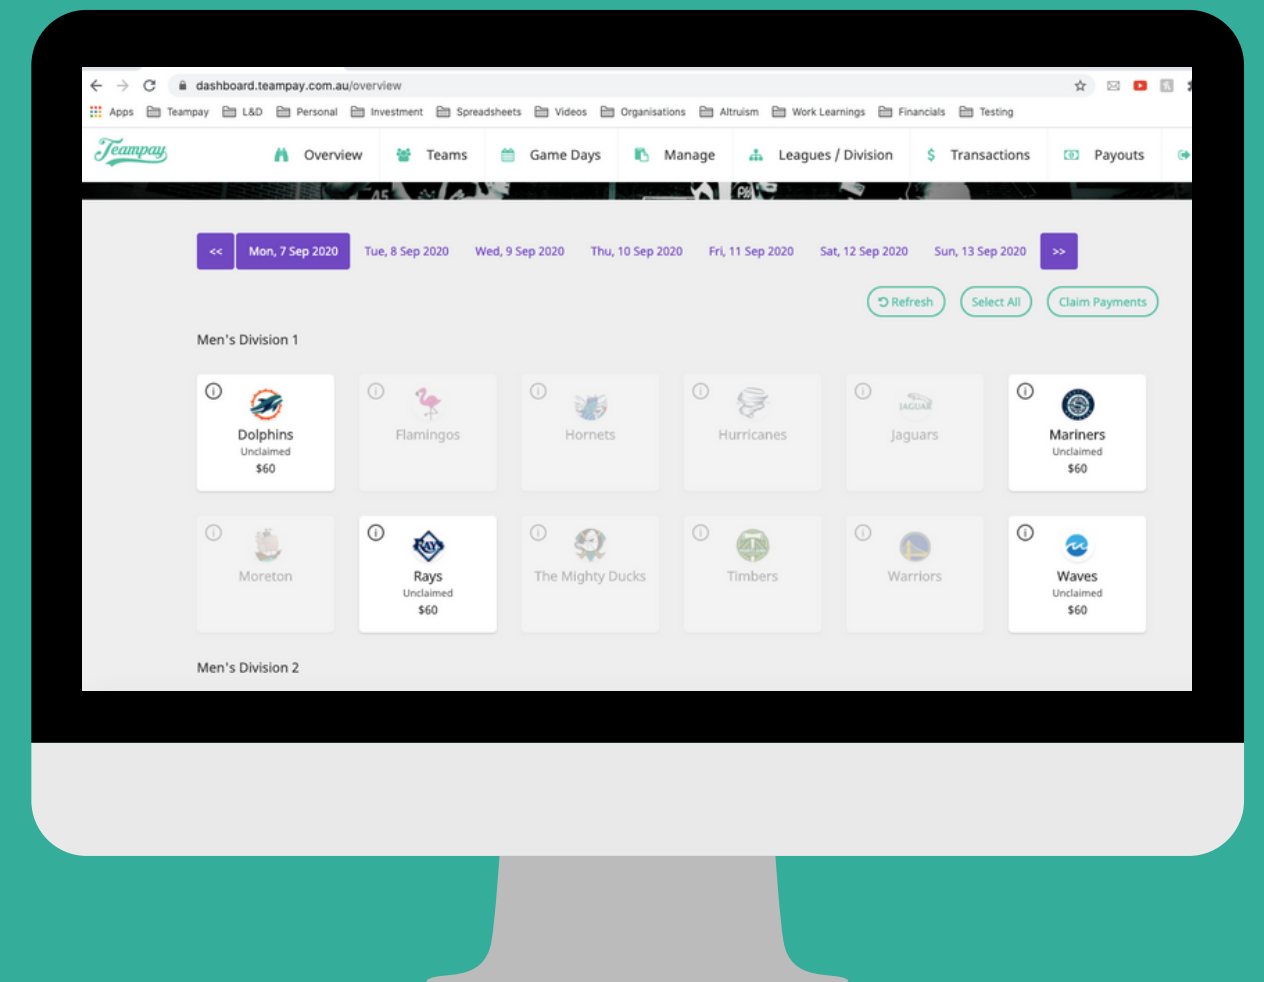 dashboard.teampay.com.au/overview
Apps Teampay L&D Personal Investment Spreadsheets Videos Organisations Altruism Work Learnings Financials Testing
Teampay Overview Teams Game Days Manage Leagues / Division $ Transactions Payouts
45
<< Mon, 7 Sep 2020 Tue, 8 Sep 2020 Wed, 9 Sep 2020 Thu, 10 Sep 2020 Fri, 11 Sep 2020 Sat, 12 Sep 2020 Sun, 13 Sep 2020 >>
Refresh Select All Claim Payments
Men's Division 1
JAGUAR
Dolphins Flamingos Hornets Hurricanes Jaguars Mariners
Unclaimed Unclaimed
$60 $60
RAYS
Moreton Rays The Mighty Ducks Timbers Warriors Waves
Unclaimed Unclaimed
$60 $60
Men's Division 2